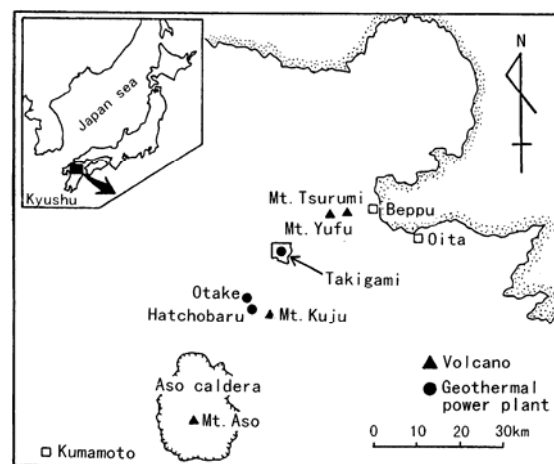 Japan sea
Kyushu
N
Mt. Tsurumi
Beppu
Mt. Yufu
Oita
Takigami
Otake
Hatchobaru
Mt. Kuju
Aso caldera
Mt. Aso
Kumamoto
Volcano
Geothermal
power plant
0 10 20 30km